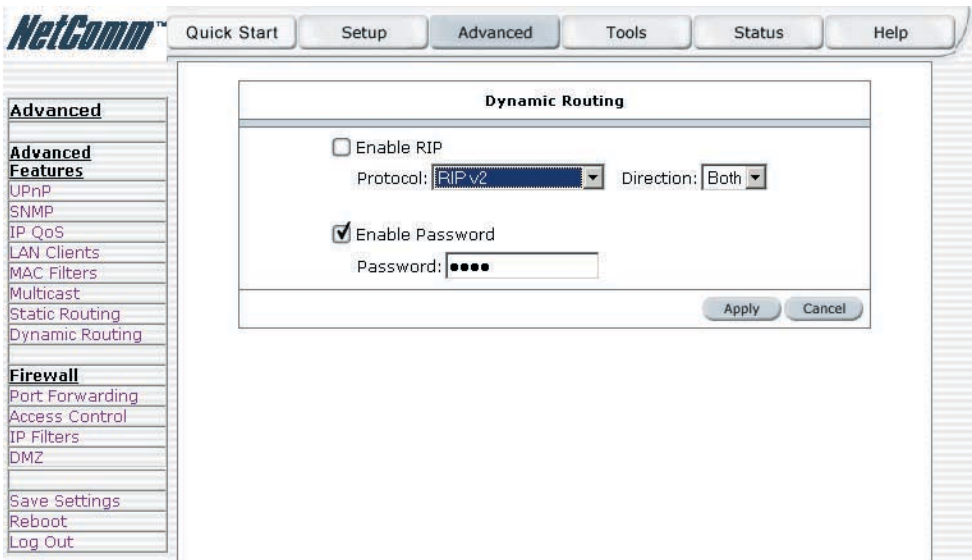 NetComm™
Quick Start
Setup
Advanced
Tools
Status
Help
Advanced
Advanced
Features
UPnP
SNMP
IP QoS
LAN Clients
MAC Filters
Multicast
Static Routing
Dynamic Routing
Firewall
Port Forwarding
Access Control
IP Filters
DMZ
Save Settings
Reboot
Log Out
Dynamic Routing
Enable RIP
Protocol: RIP v2 Direction: Both
Enable Password
Password: ●●●●
Apply Cancel